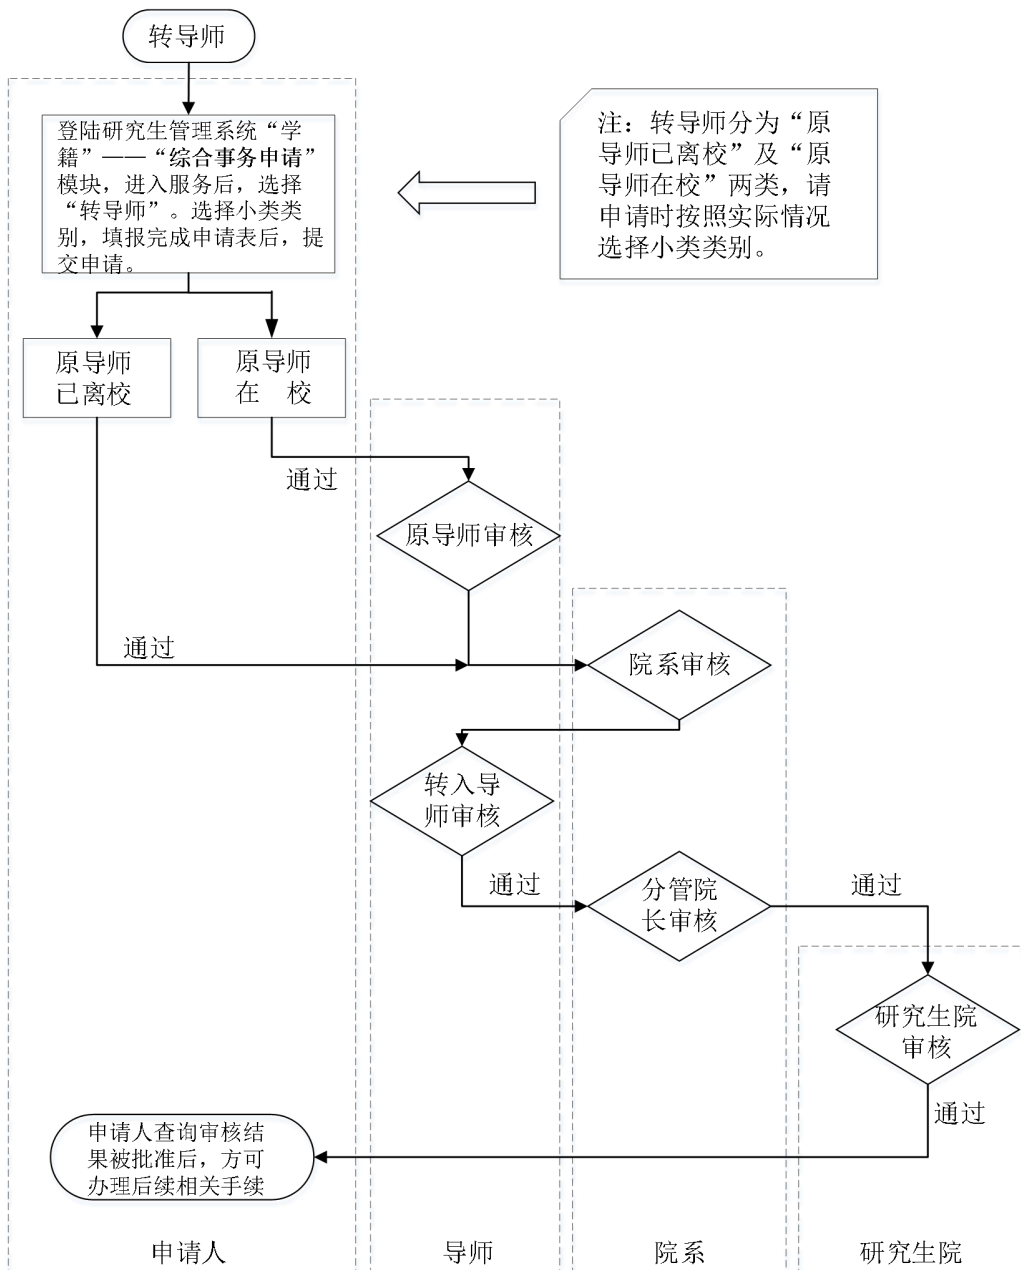 转导师
登陆研究生管理系统“学
籍”——“综合事务申请”
模块，进入服务后，选择
“转导师”。选择小类类
别，填报完成申请表后，提
交申请。
注：转导师分为“原
导师已离校”及“原
导师在校”两类，请
申请时按照实际情况
选择小类类别。
原导师
已离校
原导师
在　校
通过
原导师审核
通过
院系审核
转入导
师审核
通过
分管院
长审核
通过
研究生院
审核
通过
申请人查询审核结
果被批准后，方可
办理后续相关手续
申请人
导师
院系
研究生院